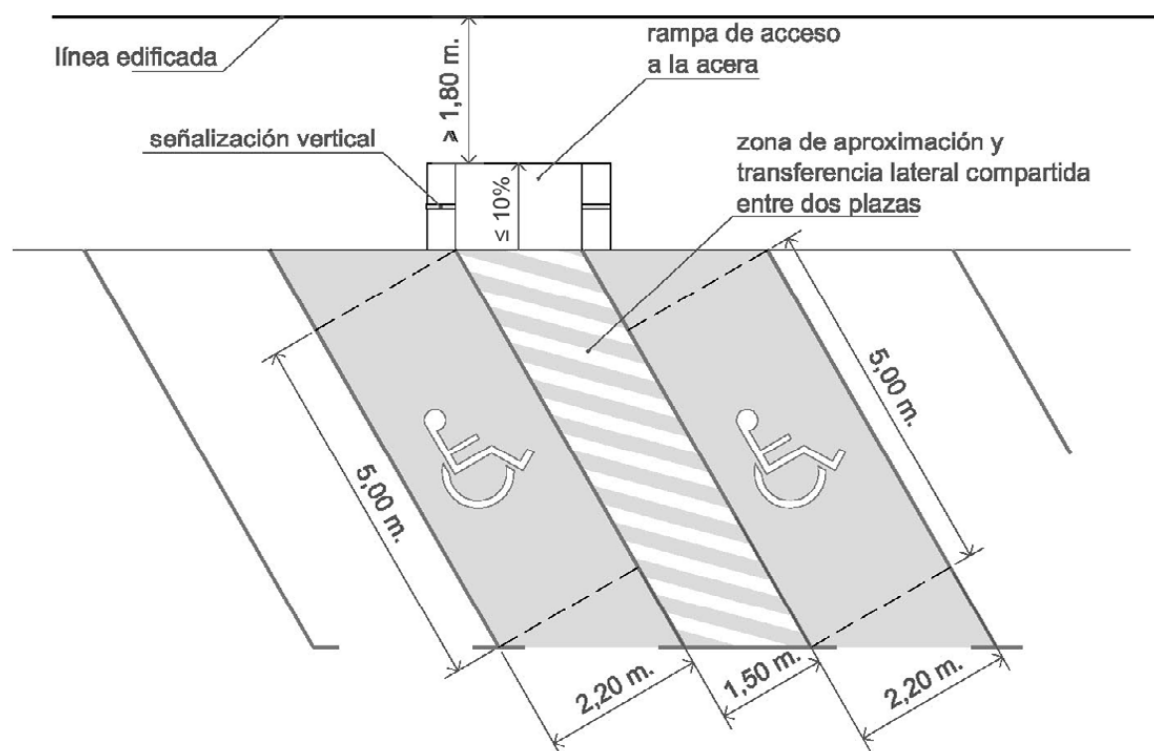 línea edificada
⩾ 1,80 m.
rampa de acceso
a la acera
señalización vertical
≤ 10%
zona de aproximación y
transferencia lateral compartida
entre dos plazas
5,00 m.
5,00 m.
2,20 m.
1,50 m.
2,20 m.